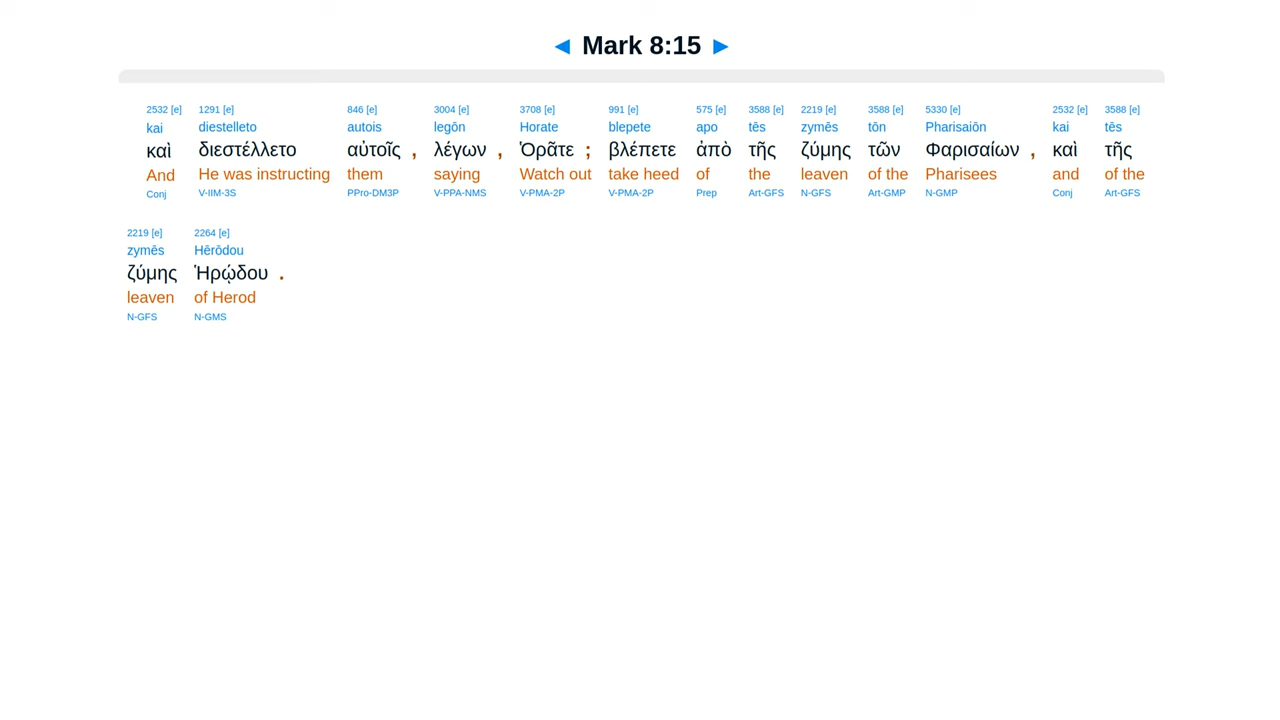 ◄ Mark 8:15 ►
2532 [e] 1291 [e] 846 [e] 3004 [e] 3708 [e] 991 [e] 575 [e] 3588 [e] 2219 [e] 3588 [e] 5330 [e] 2532 [e] 3588 [e]
kai diestelleto autois legōn Horate blepete apo tēs zymēs tōn Pharisaiōn kai tēs
καὶ διεστέλλετο αὐτοῖς , λέγων , Ὁρᾶτε ; βλέπετε ἀπὸ τῆς ζύμης τῶν Φαρισαίων , καὶ τῆς
And He was instructing them saying Watch out take heed of the leaven of the Pharisees and of the
Conj V-IIM-3S PPro-DM3P V-PPA-NMS V-PMA-2P V-PMA-2P Prep Art-GFS N-GFS Art-GMP N-GMP Conj Art-GFS
2219 [e] 2264 [e]
zymēs Hērōdou
ζύμης Ἡρῴδου .
leaven of Herod
N-GFS N-GMS